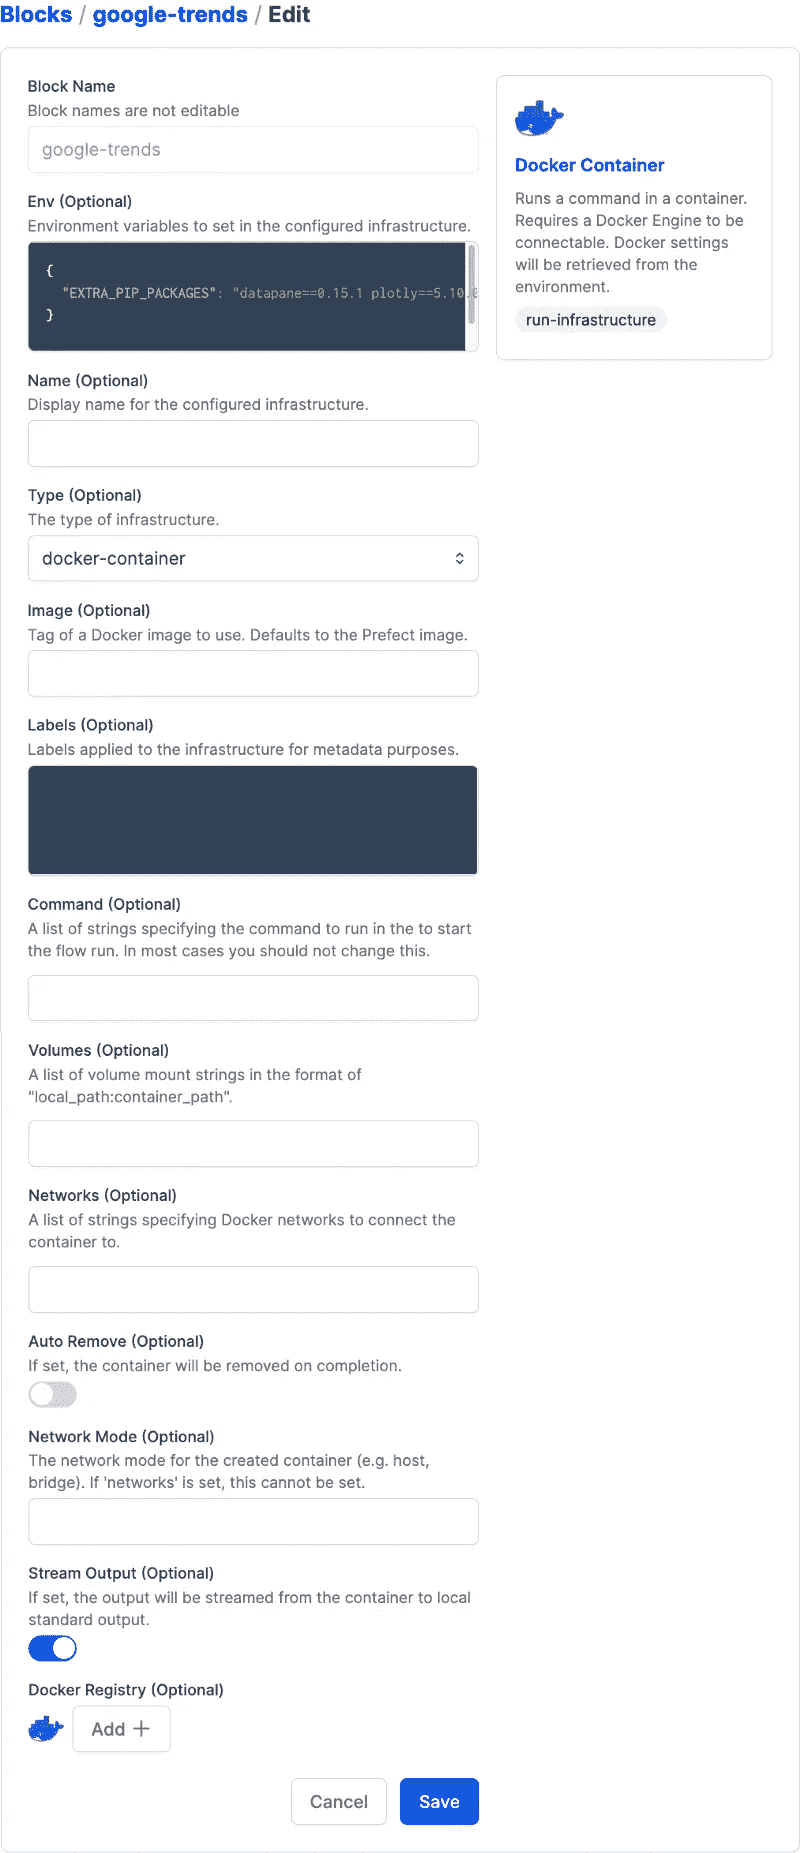 Blocks / google-trends / Edit
Block Name
Block names are not editable
google-trends
Env (Optional)
Environment variables to set in the configured infrastructure.
{
"EXTRA_PIP_PACKAGES": "datapane==0.15.1 plotly==5.10.0
}
Name (Optional)
Display name for the configured infrastructure.
Type (Optional)
The type of infrastructure.
docker-container
Image (Optional)
Tag of a Docker image to use. Defaults to the Prefect image.
Labels (Optional)
Labels applied to the infrastructure for metadata purposes.
Command (Optional)
A list of strings specifying the command to run in the to start
the flow run. In most cases you should not change this.
Volumes (Optional)
A list of volume mount strings in the format of
"local_path:container_path".
Networks (Optional)
A list of strings specifying Docker networks to connect the
container to.
Auto Remove (Optional)
If set, the container will be removed on completion.
Network Mode (Optional)
The network mode for the created container (e.g. host,
bridge). If 'networks' is set, this cannot be set.
Stream Output (Optional)
If set, the output will be streamed from the container to local
standard output.
Docker Registry (Optional)
Add +
Cancel
Save
Docker Container
Runs a command in a container.
Requires a Docker Engine to be
connectable. Docker settings
will be retrieved from the
environment.
run-infrastructure